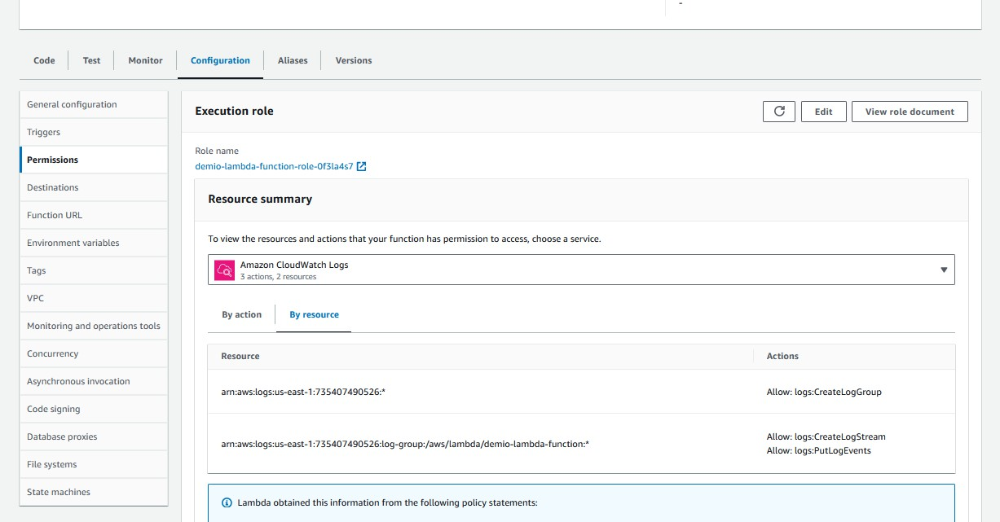 -
Code Test Monitor Configuration Aliases Versions
General configuration
Triggers
Permissions
Destinations
Function URL
Environment variables
Tags
VPC
Monitoring and operations tools
Concurrency
Asynchronous invocation
Code signing
Database proxies
File systems
State machines
Execution role
Edit
View role document
Role name
demio-lambda-function-role-0f3la4s7
Resource summary
To view the resources and actions that your function has permission to access, choose a service.
Amazon CloudWatch Logs
3 actions, 2 resources
By action By resource
Resource Actions
arn:aws:logs:us-east-1:735407490526:* Allow: logs:CreateLogGroup
arn:aws:logs:us-east-1:735407490526:log-group:/aws/lambda/demio-lambda-function:* Allow: logs:CreateLogStream
Allow: logs:PutLogEvents
Lambda obtained this information from the following policy statements: